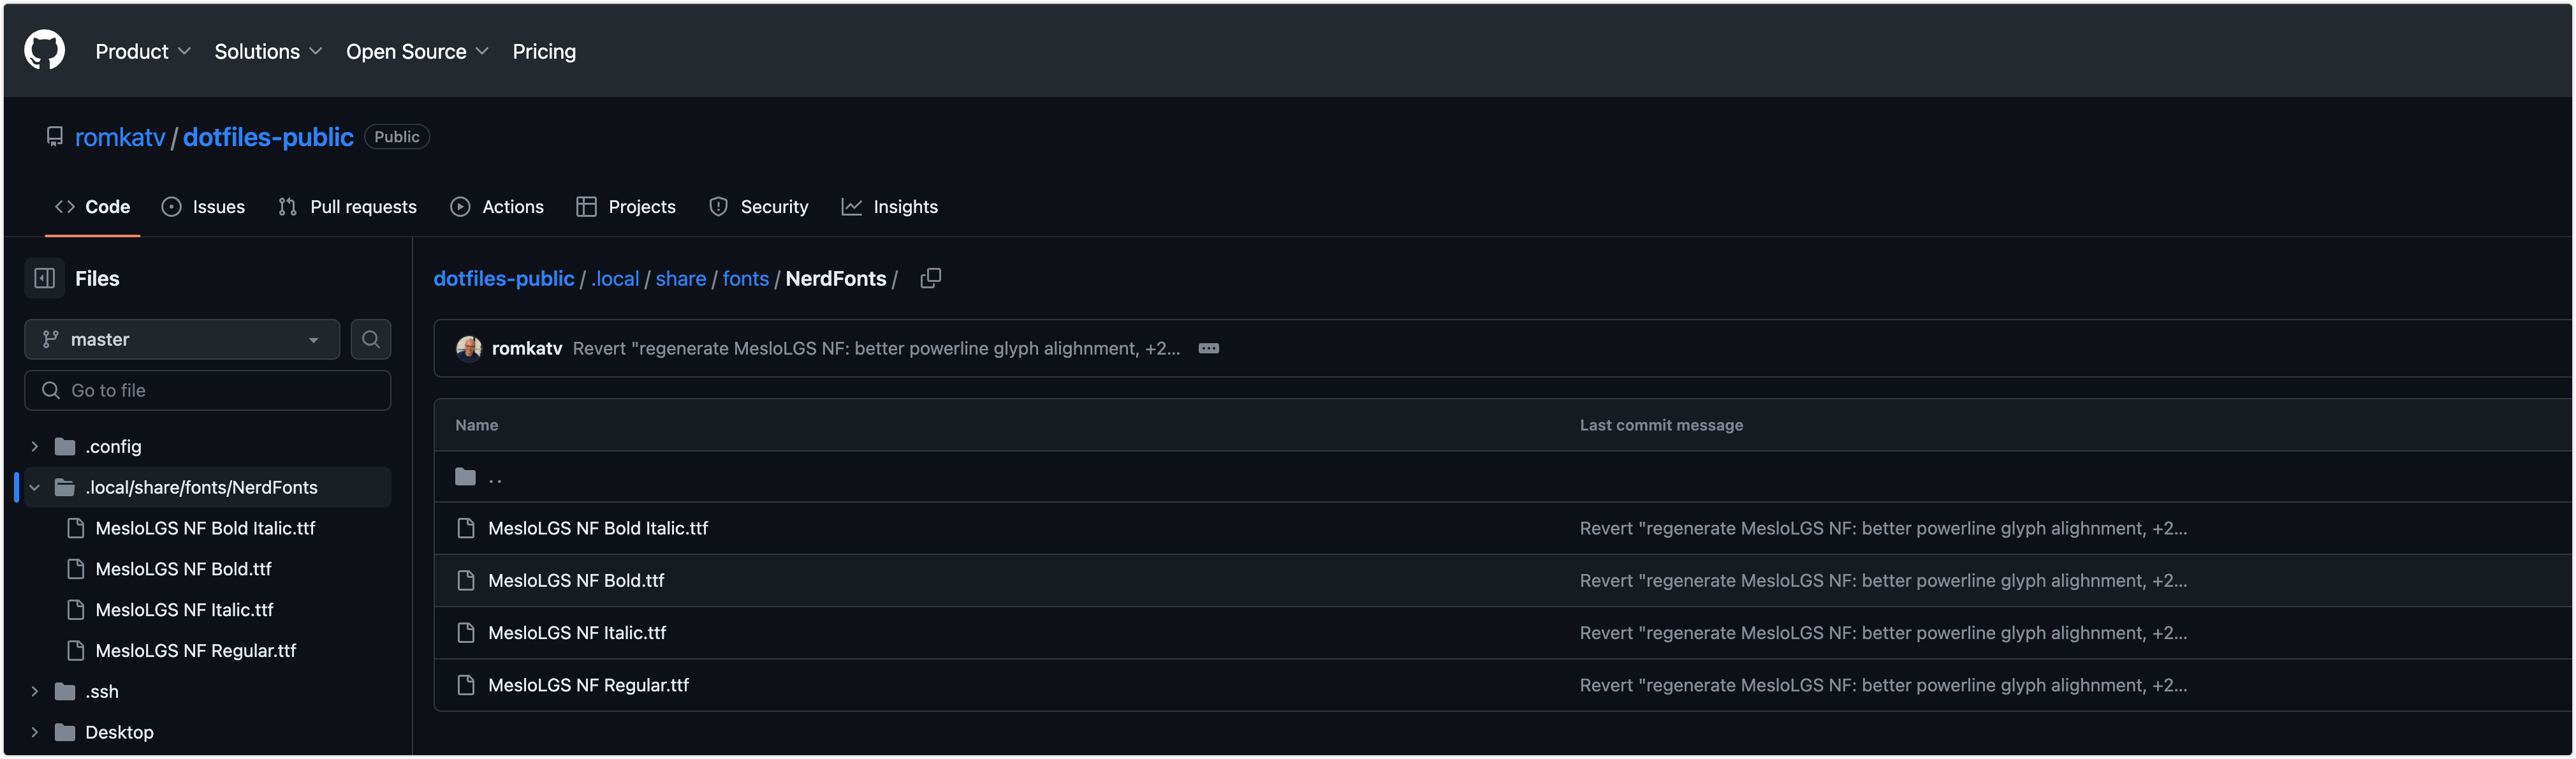 Product Solutions Open Source Pricing
romkatv / dotfiles-public Public
Code Issues Pull requests Actions Projects Security Insights
Files
master
Go to file
.config
.local/share/fonts/NerdFonts
MesloLGS NF Bold Italic.ttf
MesloLGS NF Bold.ttf
MesloLGS NF Italic.ttf
MesloLGS NF Regular.ttf
.ssh
Desktop
dotfiles-public / .local / share / fonts / NerdFonts /
romkatv Revert "regenerate MesloLGS NF: better powerline glyph alighnment, +2...
Name Last commit message
..
MesloLGS NF Bold Italic.ttf Revert "regenerate MesloLGS NF: better powerline glyph alighnment, +2...
MesloLGS NF Bold.ttf Revert "regenerate MesloLGS NF: better powerline glyph alighnment, +2...
MesloLGS NF Italic.ttf Revert "regenerate MesloLGS NF: better powerline glyph alighnment, +2...
MesloLGS NF Regular.ttf Revert "regenerate MesloLGS NF: better powerline glyph alighnment, +2...